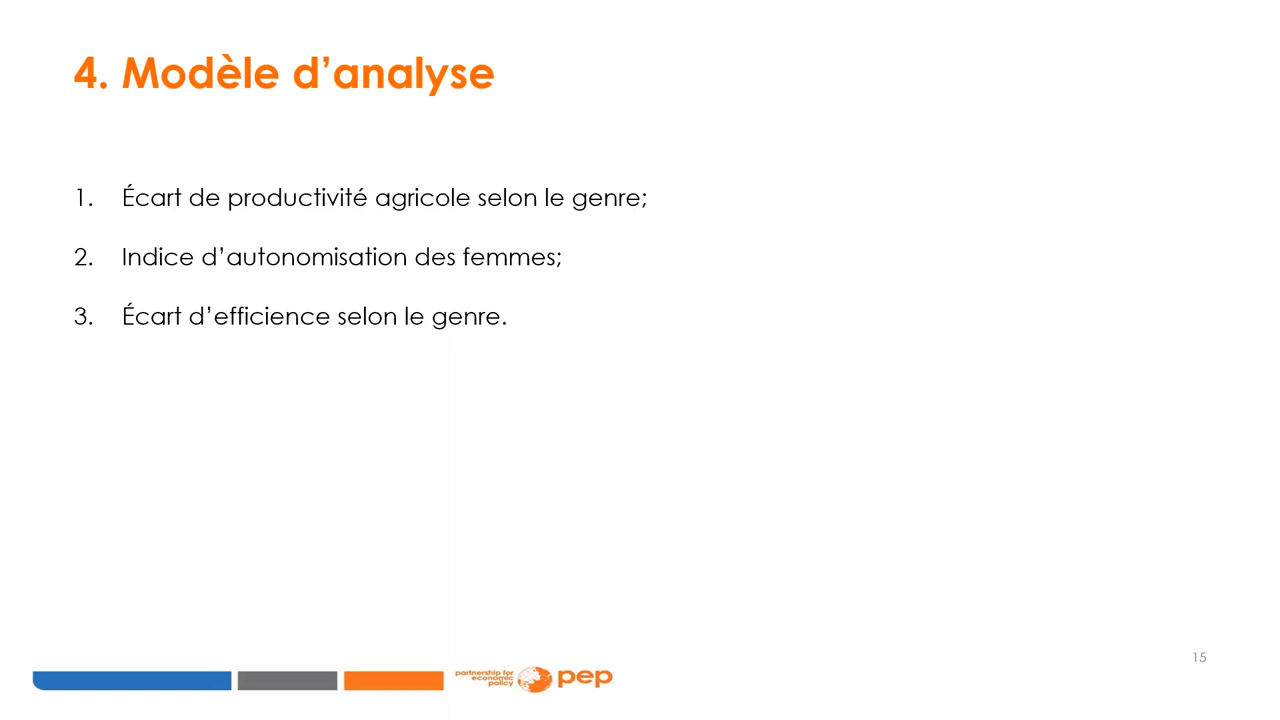 4. Modèle d’analyse
1. Écart de productivité agricole selon le genre;
2. Indice d’autonomisation des femmes;
3. Écart d’efficience selon le genre.
partnership for
economic
policy
pep
15